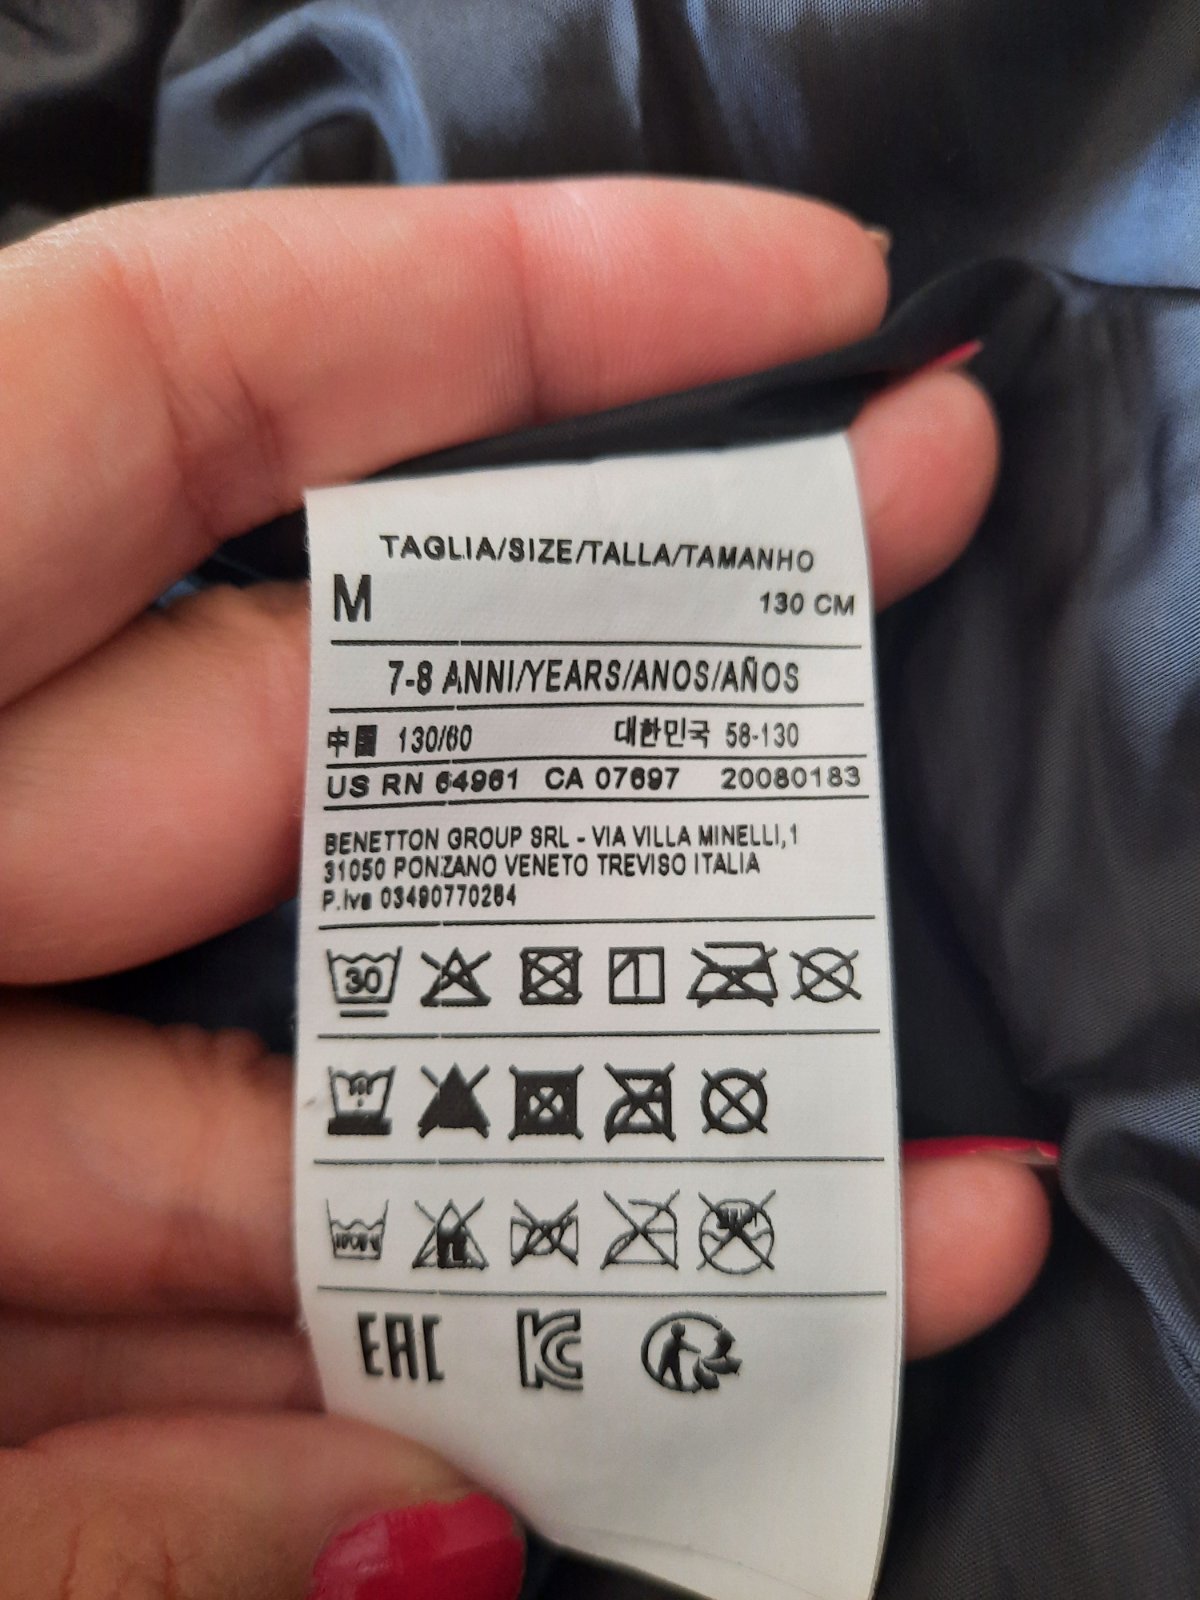 TAGLIA/SIZE/TALLA/TAMANHO
M 130 CM
7-8 ANNI/YEARS/ANOS/AÑOS
中國 130/60 대한민국 58-130
US RN 64961 CA 07697 20080183
BENETTON GROUP SRL - VIA VILLA MINELLI,1
31050 PONZANO VENETO TREVISO ITALIA
P.Iva 03490770264
30
EAC KC